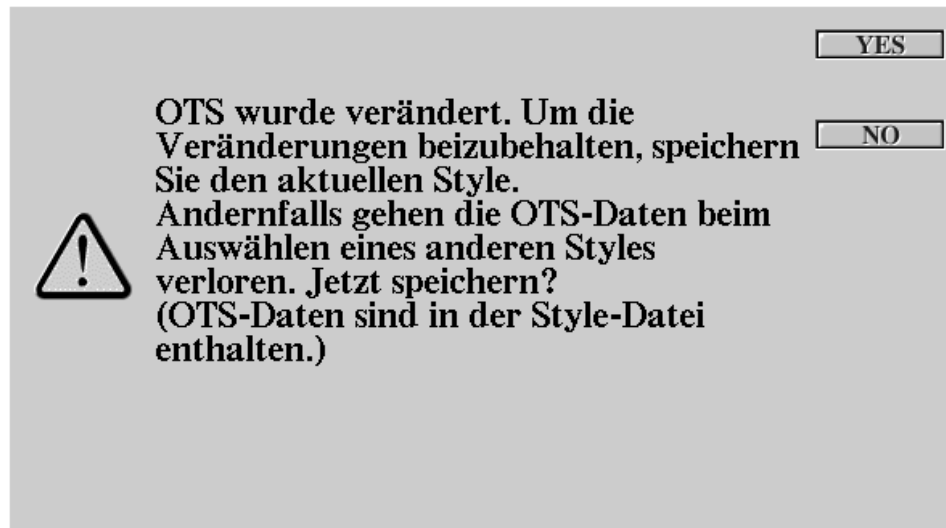 YES
OTS wurde verändert. Um die
Veränderungen beizubehalten, speichern
NO
Sie den aktuellen Style.
Andernfalls gehen die OTS-Daten beim
Auswählen eines anderen Styles
verloren. Jetzt speichern?
(OTS-Daten sind in der Style-Datei
enthalten.)